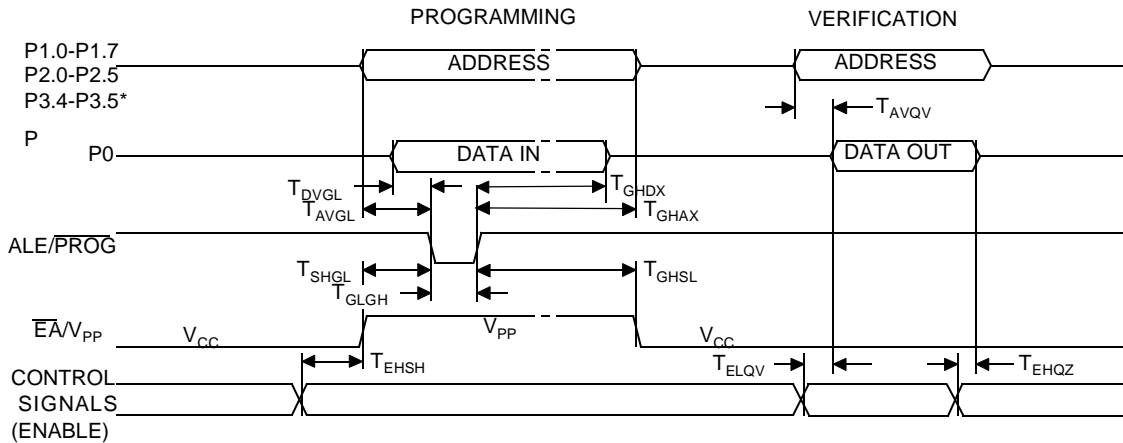 PROGRAMMING VERIFICATION
P1.0-P1.7
P2.0-P2.5
P3.4-P3.5*
ADDRESS ADDRESS
TAVQV
P
P0 DATA IN DATA OUT
TDVGL TGHDX
TAVGL TGHAX
ALE/PROG
TSHGL TGHSL
TGLGH
EA/VPP VCC VPP VCC
TEHSH TELQV TEHQZ
CONTROL
SIGNALS
(ENABLE)